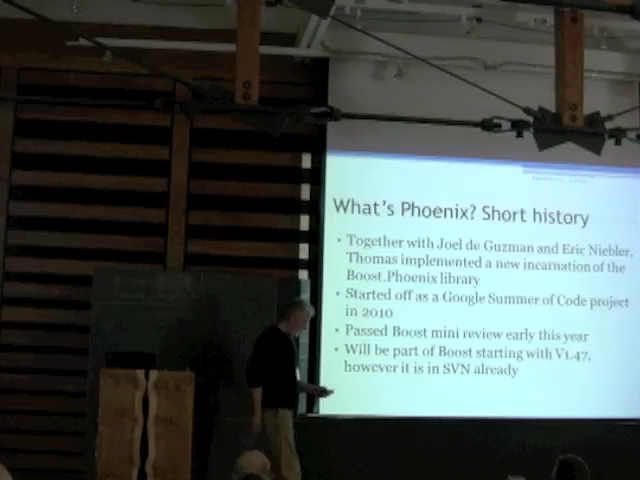 What's Phoenix? Short history
• Together with Joel de Guzman and Eric Niebler,
Thomas implemented a new incarnation of the
Boost.Phoenix library
• Started off as a Google Summer of Code project
in 2010
• Passed Boost mini review early this year
• Will be part of Boost starting with V1.47,
however it is in SVN already